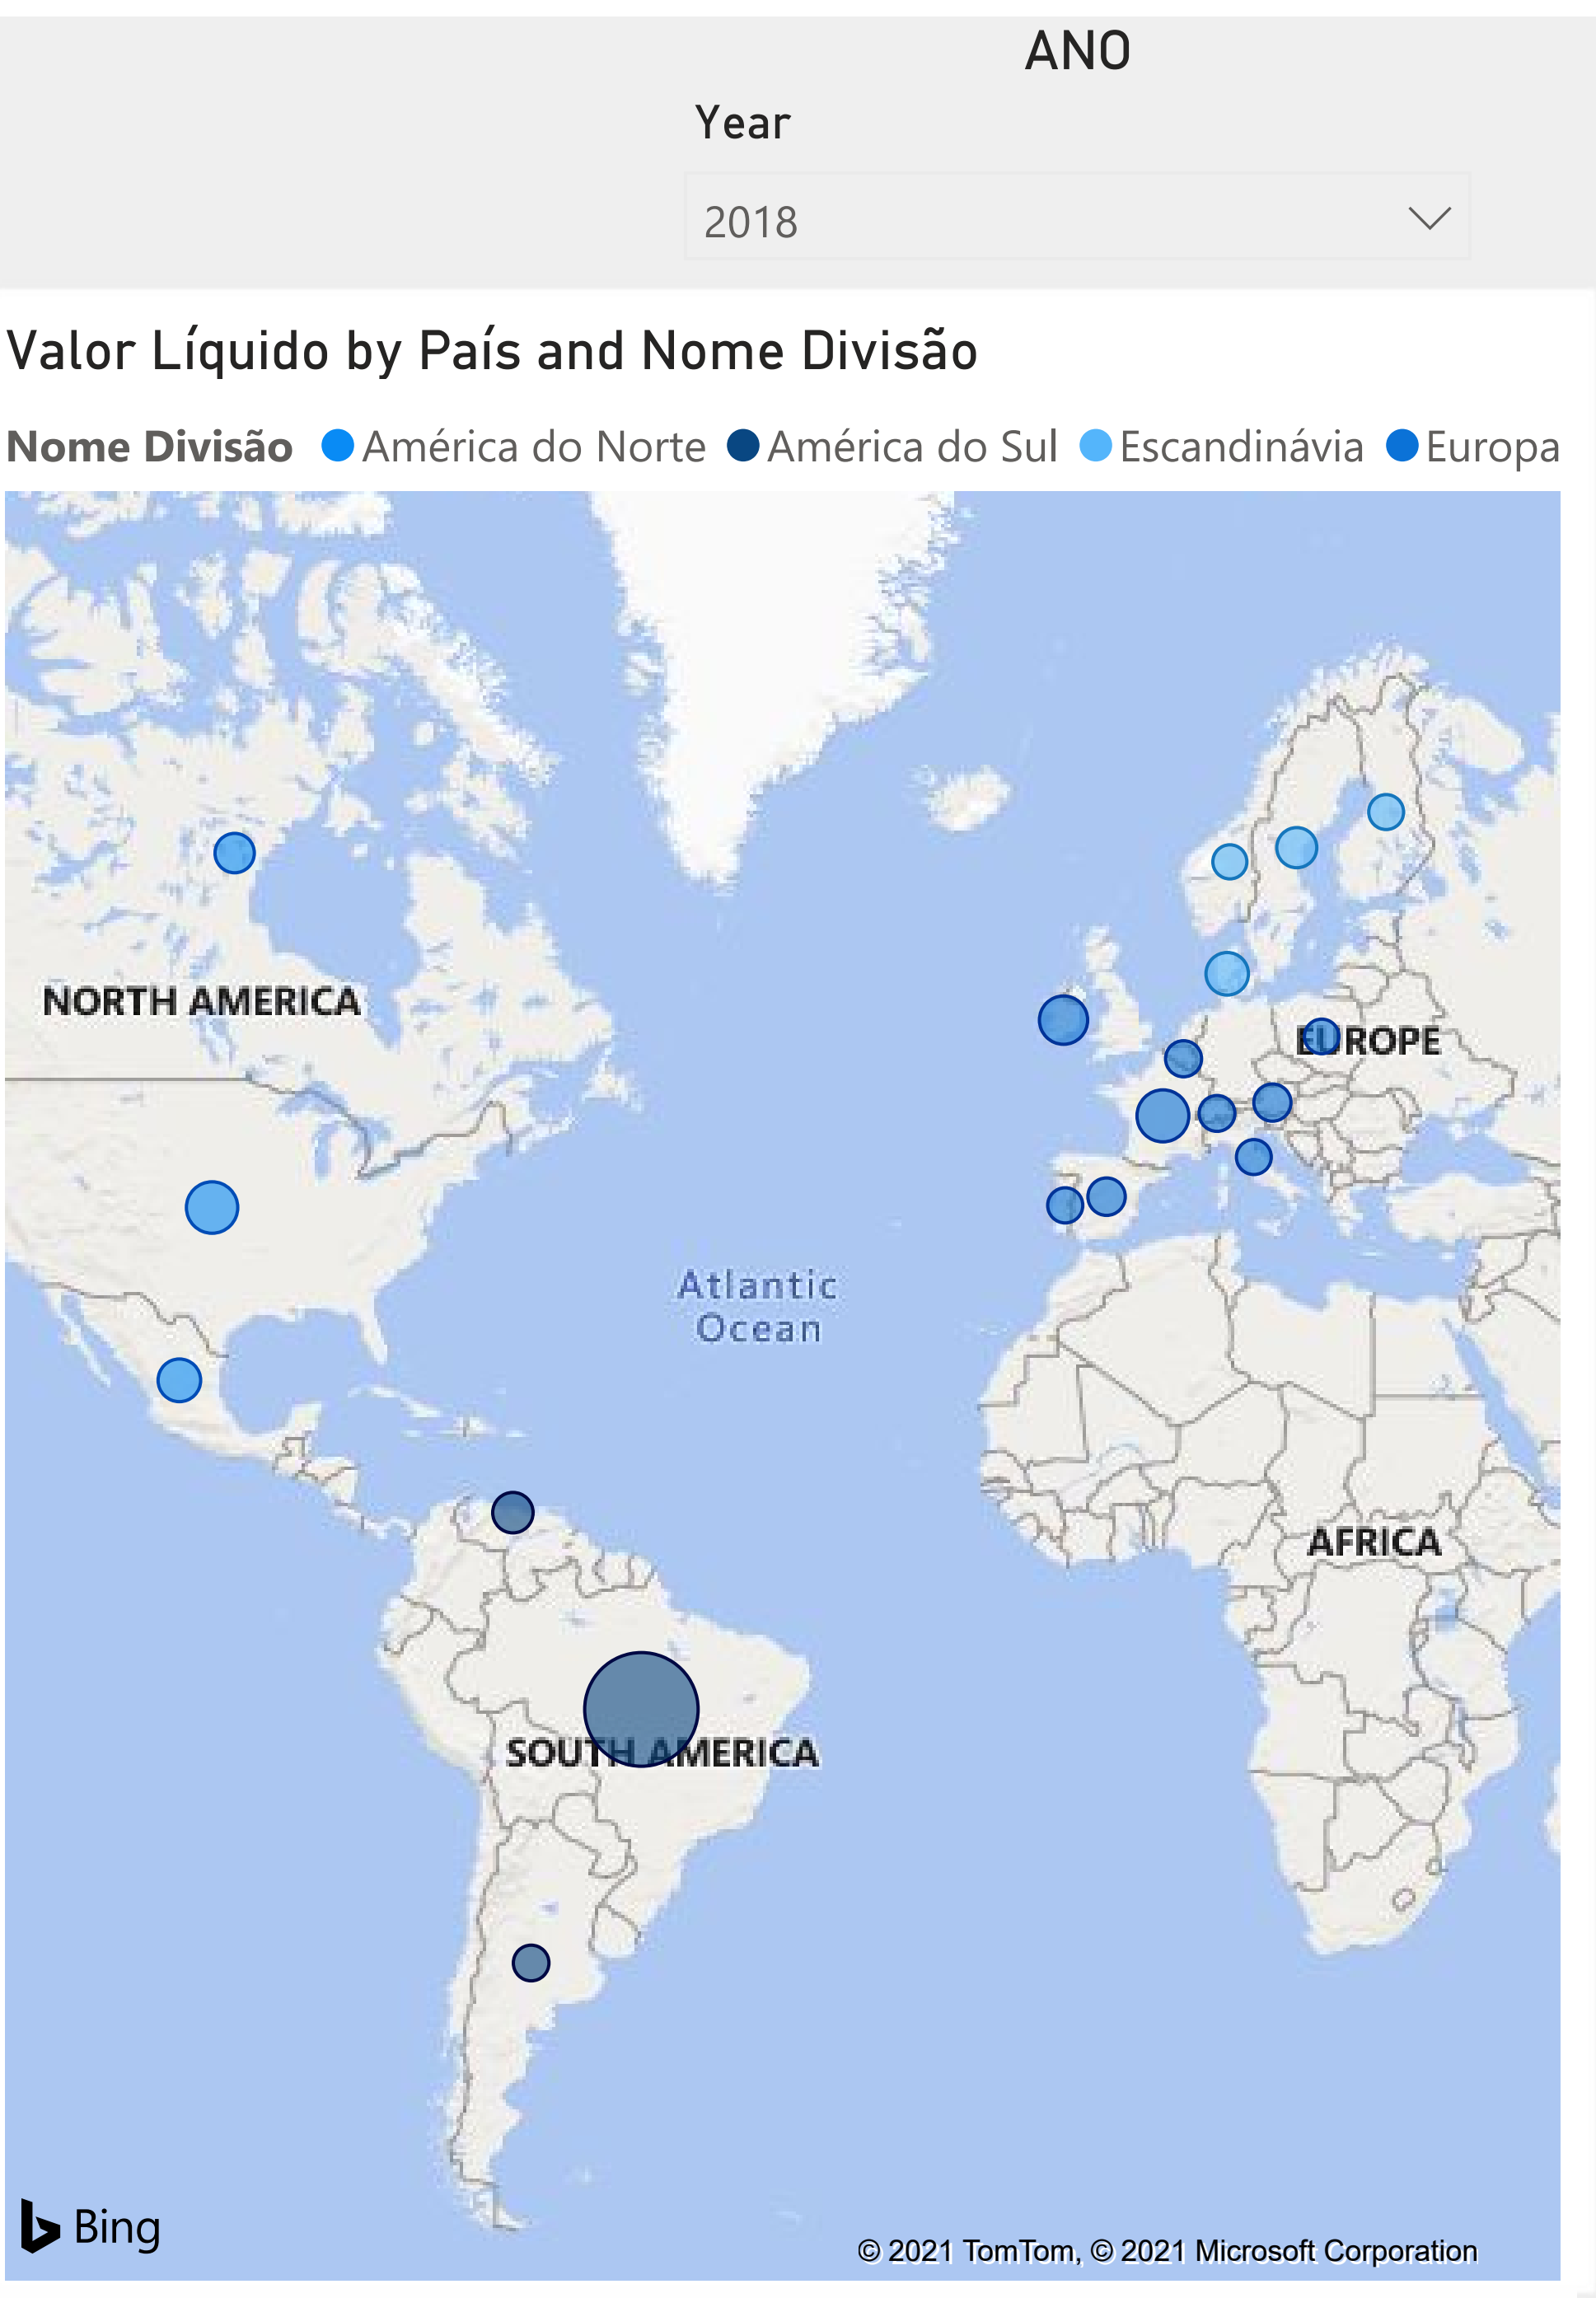 ANO
Year
2018
Valor Líquido by País and Nome Divisão
Nome Divisão América do Norte América do Sul Escandinávia Europa
NORTH AMERICA
EUROPE
Atlantic
Ocean
AFRICA
SOUTH AMERICA
Bing
© 2021 TomTom, © 2021 Microsoft Corporation